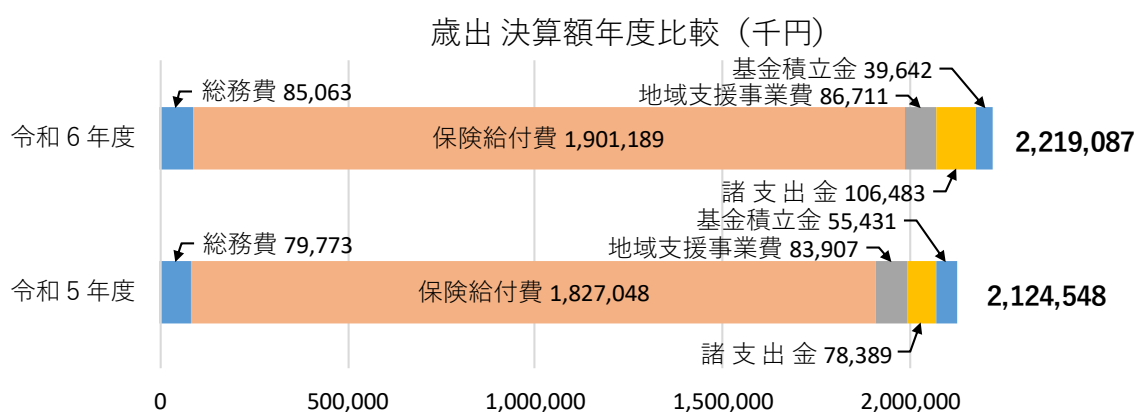 歳出 決算額年度比較（千円）
基金積立金 39,642
総務費 85,063
地域支援事業費 86,711
令和６年度
保険給付費 1,901,189
2,219,087
諸 支 出 金 106,483
基金積立金 55,431
総務費 79,773
地域支援事業費 83,907
令和５年度
保険給付費 1,827,048
2,124,548
諸 支 出 金 78,389
0 500,000 1,000,000 1,500,000 2,000,000